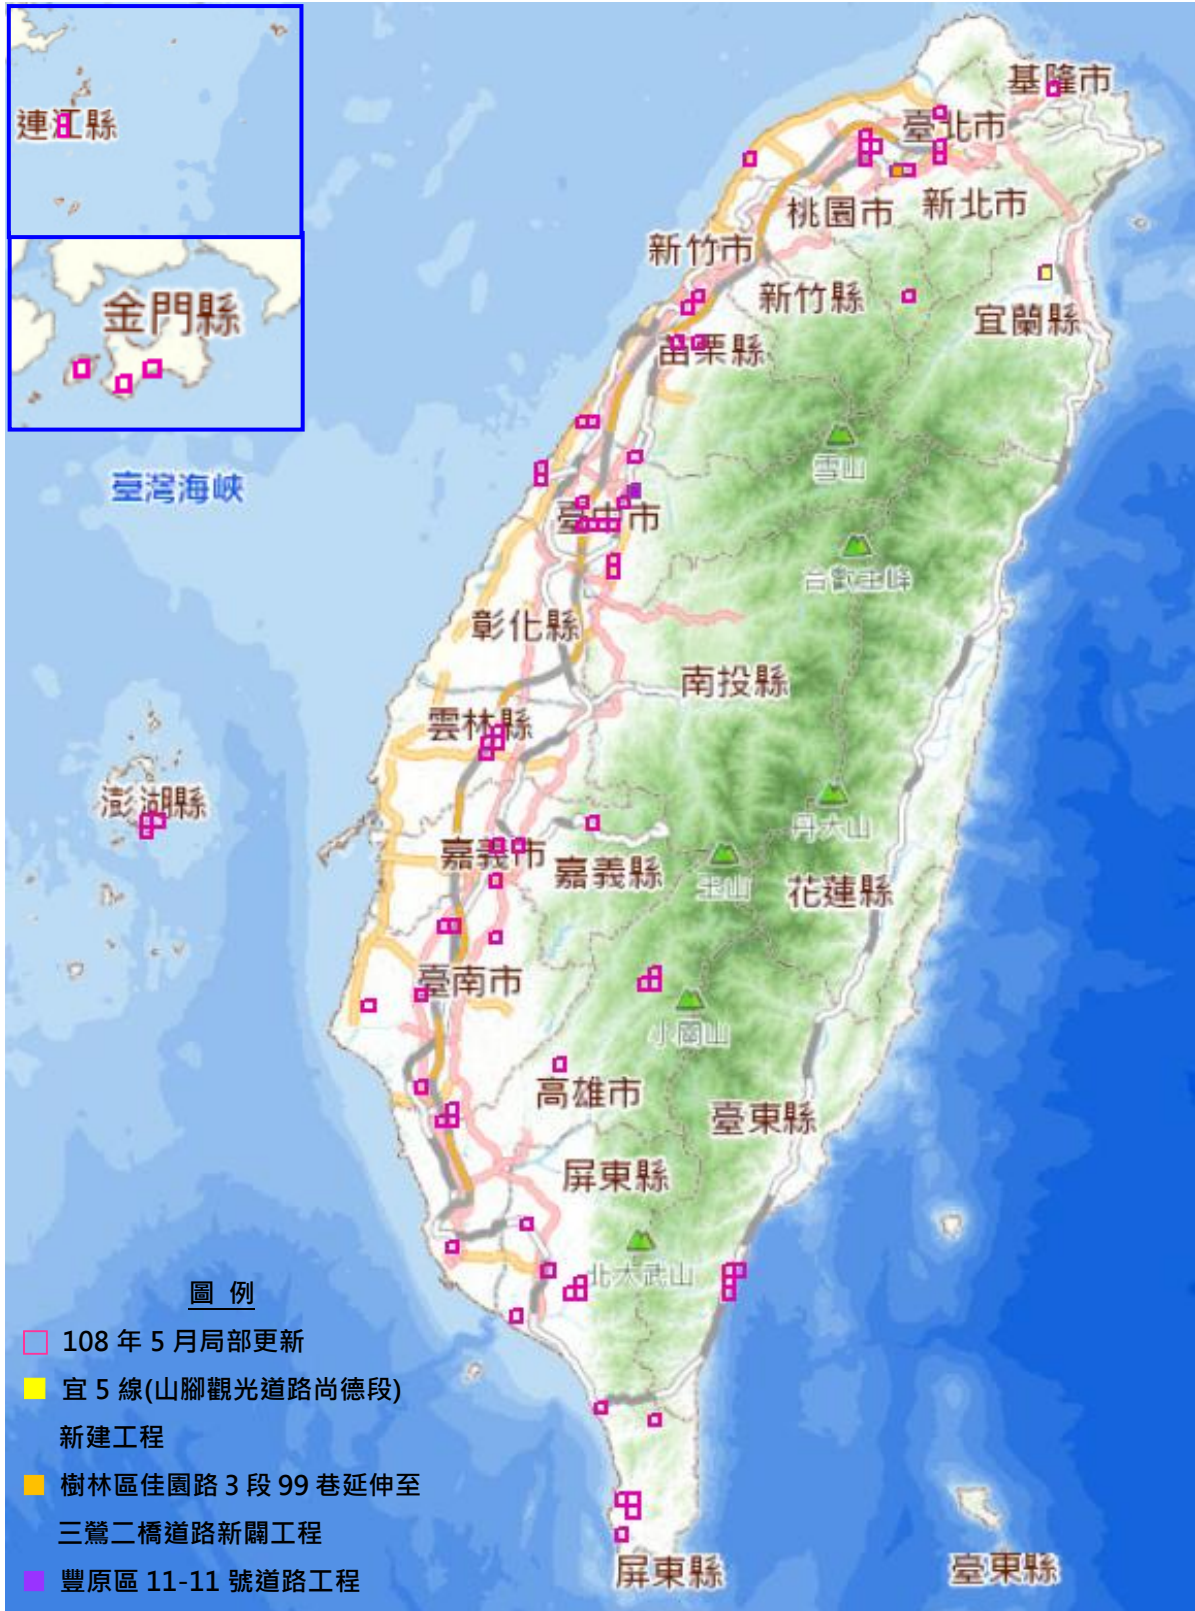 基隆市
連江縣
臺北市
新北市
桃園市
新竹市
新竹縣
金門縣
宜蘭縣
苗栗縣
雪山
臺灣海峽
臺中市
合歡主峰
彰化縣
南投縣
雲林縣
澎湖縣
丹大山
嘉義市
嘉義縣
玉山
花蓮縣
臺南市
小關山
高雄市
臺東縣
屏東縣
北大武山
圖 例
108 年 5 月局部更新
宜 5 線(山腳觀光道路尚德段)
新建工程
樹林區佳園路 3 段 99 巷延伸至
三鶯二橋道路新闢工程
豐原區 11-11 號道路工程
屏東縣
臺東縣